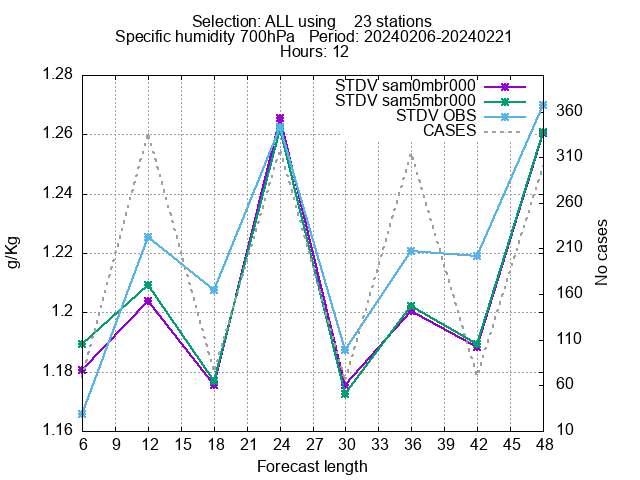 Selection: ALL using 23 stations
Specific humidity 700hPa Period: 20240206-20240221
Hours: 12
STDV sam0mbr000
STDV sam5mbr000
STDV OBS
CASES
1.28
1.26
1.24
1.22
1.2
1.18
1.16
g/Kg
360
310
260
210
160
110
60
10
No cases
6 9 12 15 18 21 24 27 30 33 36 39 42 45 48
Forecast length